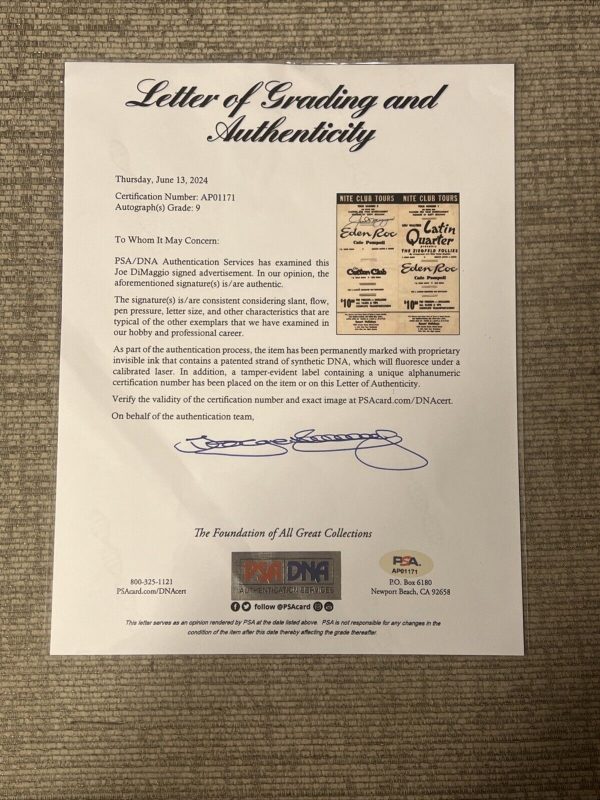 Letter of Grading and
Authenticity
Thursday, June 13, 2024
Certification Number: AP01171
Autograph(s) Grade: 9
To Whom It May Concern:
PSA/DNA Authentication Services has examined this
Joe DiMaggio signed advertisement. In our opinion, the
aforementioned signature(s) is/are authentic.
The signature(s) is/are consistent considering slant, flow,
pen pressure, letter size, and other characteristics that are
typical of the other exemplars that we have examined in
our hobby and professional career.
NITE CLUB TOURS NITE CLUB TOURS
Eden Roc
Cafe Pompeii
Latin
Quarter
THE ZIEGFELD FOLLIES
Cotton Club
Eden Roc
Cafe Pompeii
As part of the authentication process, the item has been permanently marked with proprietary
invisible ink that contains a patented strand of synthetic DNA, which will fluoresce under a
calibrated laser. In addition, a tamper-evident label containing a unique alphanumeric
certification number has been placed on the item or on this Letter of Authenticity.
Verify the validity of the certification number and exact image at PSAcard.com/DNAcert.
On behalf of the authentication team,
The Foundation of All Great Collections
800-325-1121
PSAcard.com/DNAcert
PSA DNA
AUTHENTICATION SERVICES
follow @PSAcard
PSA
AP01171
P.O. Box 6180
Newport Beach, CA 92658
This letter serves as an opinion rendered by PSA at the date listed above. PSA is not responsible for any changes in the
condition of the item after this date thereby affecting the grade thereafter.